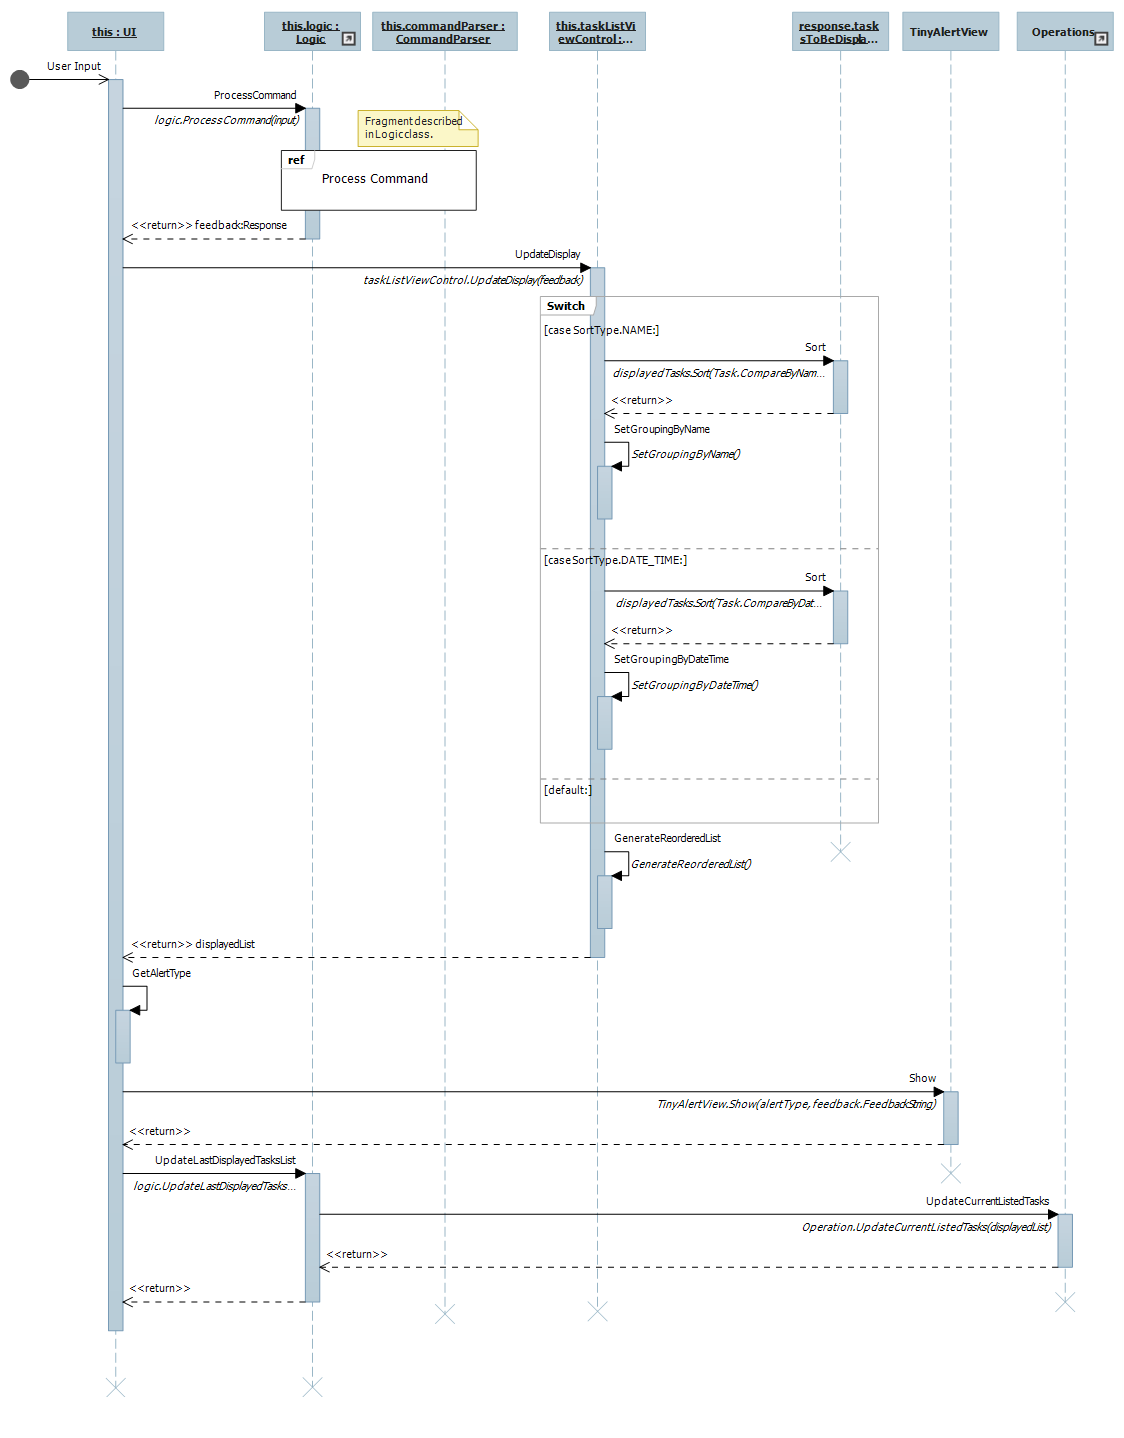 this : UI
this.logic :
Logic
this.commandParser :
CommandParser
this.taskListVi
ewControl :...
response.task
sToBeDispla...
TinyAlertView
Operations
User Input
ProcessCommand
logic.ProcessCommand(input)
Fragment described
in Logic class.
ref
Process Command
<<return>> feedback:Response
UpdateDisplay
taskListViewControl.UpdateDisplay(feedback)
Switch
[case SortType.NAME:]
Sort
displayedTasks.Sort(Task.CompareByNam...
<<return>>
SetGroupingByName
SetGroupingByName()
[case SortType.DATE_TIME:]
Sort
displayedTasks.Sort(Task.CompareByDat...
<<return>>
SetGroupingByDateTime
SetGroupingByDateTime()
[default:]
GenerateReorderedList
GenerateReorderedList()
<<return>> displayedList
GetAlertType
Show
TinyAlertView.Show(alertType, feedback.FeedbackString)
<<return>>
UpdateLastDisplayedTasksList
logic.UpdateLastDisplayedTasks...
UpdateCurrentListedTasks
Operation.UpdateCurrentListedTasks(displayedList)
<<return>>
<<return>>